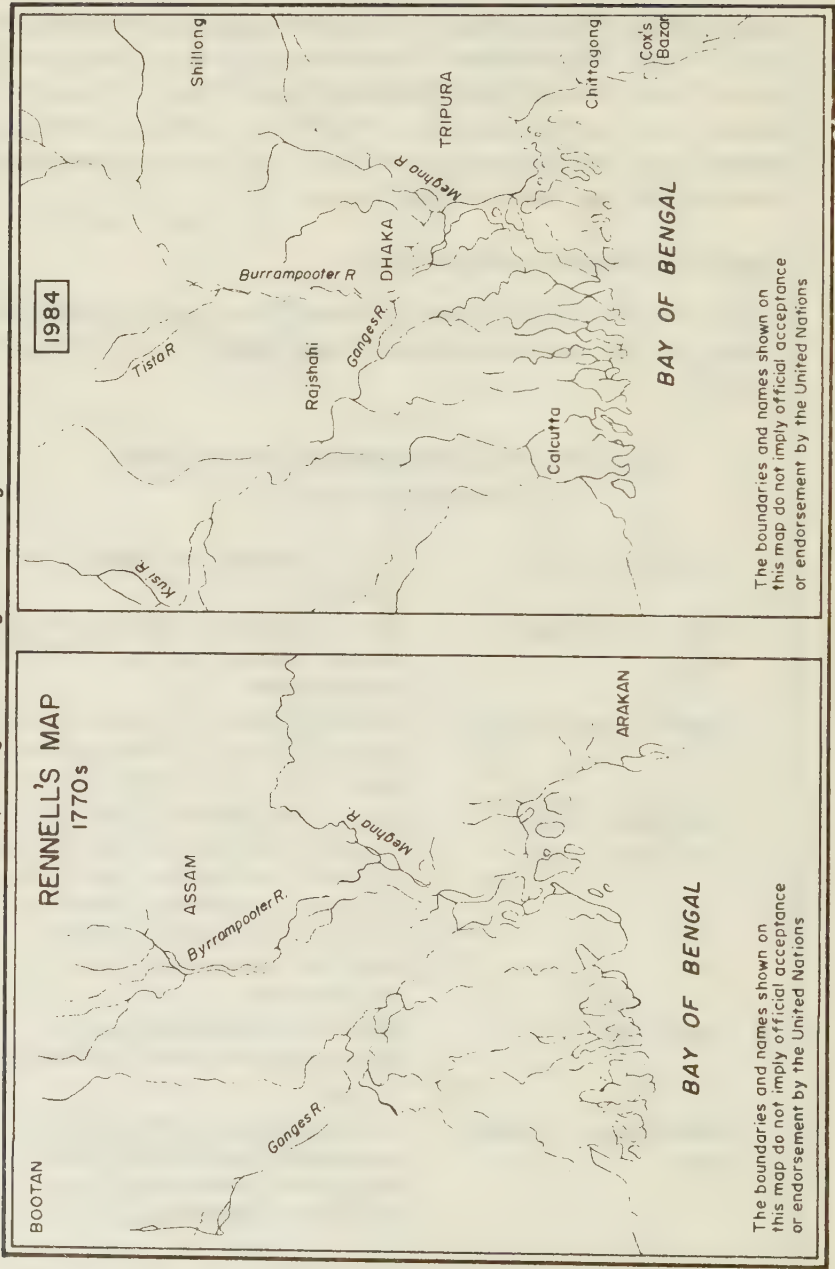 RENNELL'S MAP
1770s
BOOTAN
ASSAM
Byrrampooter R.
Meghna R.
Ganges R.
ARAKAN
BAY OF BENGAL
The boundaries and names shown on
this map do not imply official acceptance
or endorsement by the United Nations
1984
Shillong
Tista R
Kusi R.
Burrampooter R
Rajshahi
Ganges R.
DHAKA
Meghna R
TRIPURA
Calcutta
Chittagong
Cox's
Bazar
BAY OF BENGAL
The boundaries and names shown on
this map do not imply official acceptance
or endorsement by the United Nations